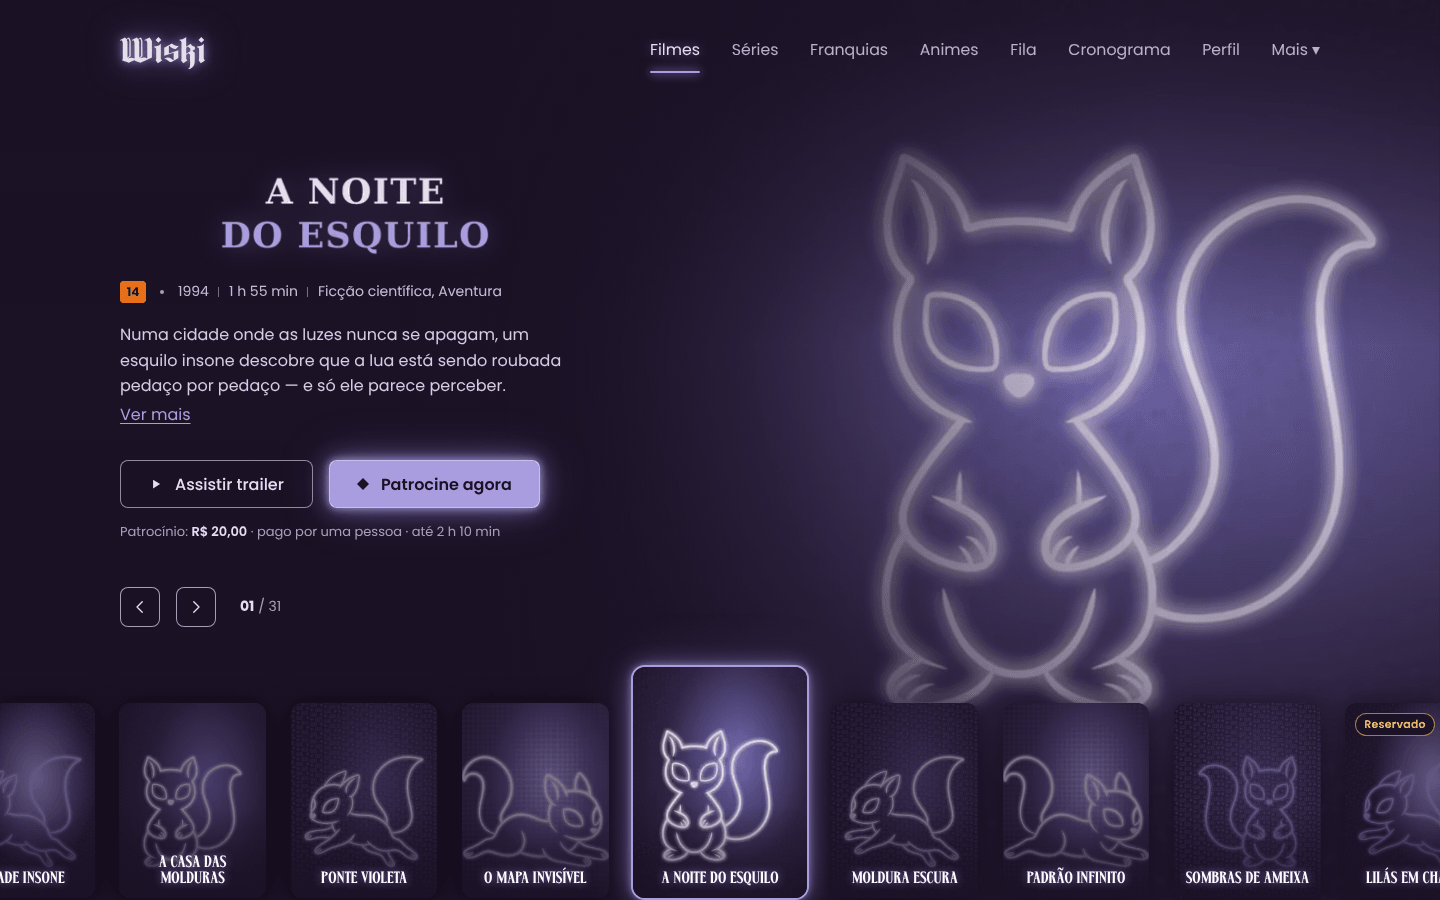 Wiski
Filmes Séries Franquias Animes Fila Cronograma Perfil Mais ▾
A NOITE
DO ESQUILO
14 • 1994 | 1 h 55 min | Ficção científica, Aventura
Numa cidade onde as luzes nunca se apagam, um
esquilo insone descobre que a lua está sendo roubada
pedaço por pedaço — e só ele parece perceber.
Ver mais
Assistir trailer
Patrocine agora
Patrocínio: R$ 20,00 · pago por uma pessoa · até 2 h 10 min
01 / 31
ADE INSONE
A CASA DAS
MOLDURAS
PONTE VIOLETA
O MAPA INVISÍVEL
A NOITE DO ESQUILO
MOLDURA ESCURA
PADRÃO INFINITO
SOMBRAS DE AMEIXA
Reservado
LILÁS EM CH